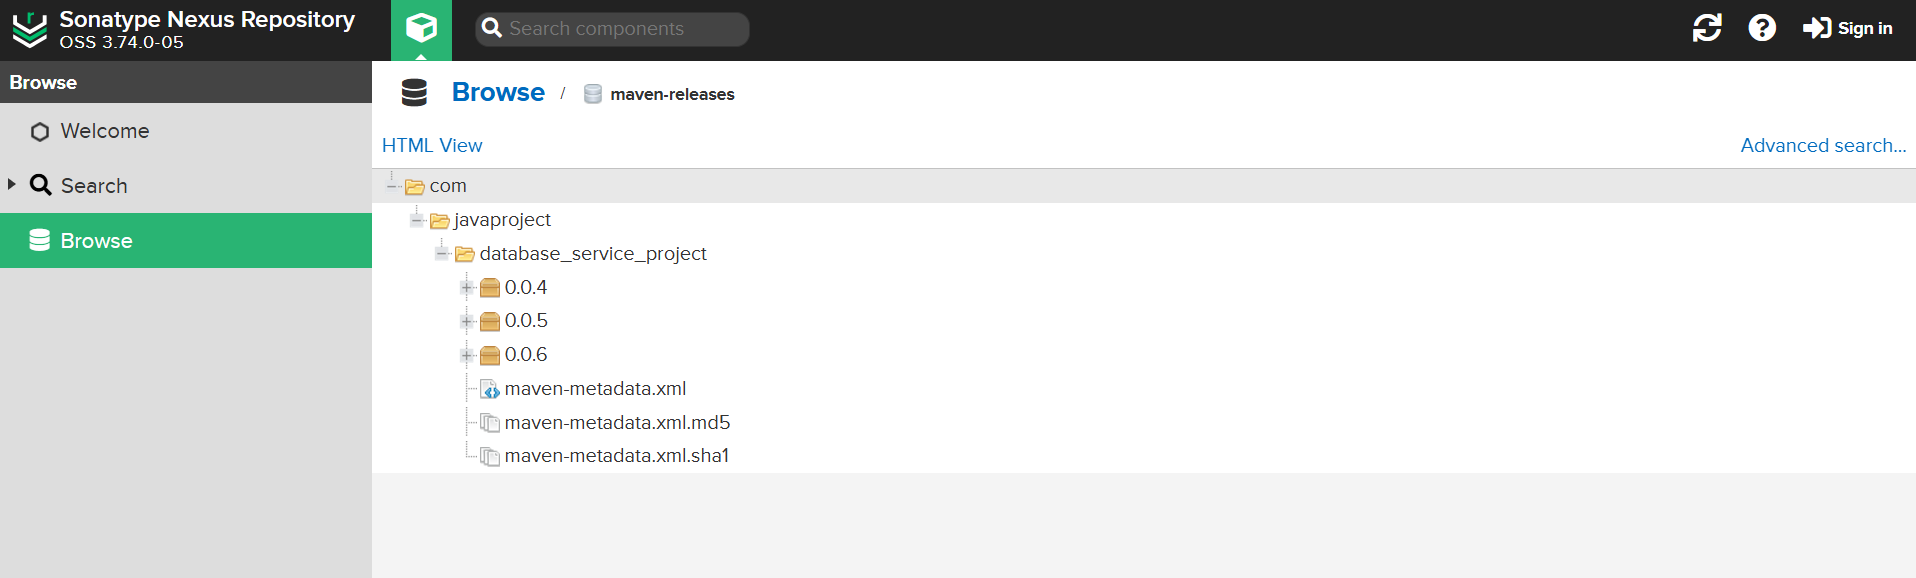 Sonatype Nexus Repository
OSS 3.74.0-05
Search components
Sign in
Browse
Welcome
Search
Browse
Browse / maven-releases
HTML View
Advanced search...
com
javaproject
database_service_project
0.0.4
0.0.5
0.0.6
maven-metadata.xml
maven-metadata.xml.md5
maven-metadata.xml.sha1